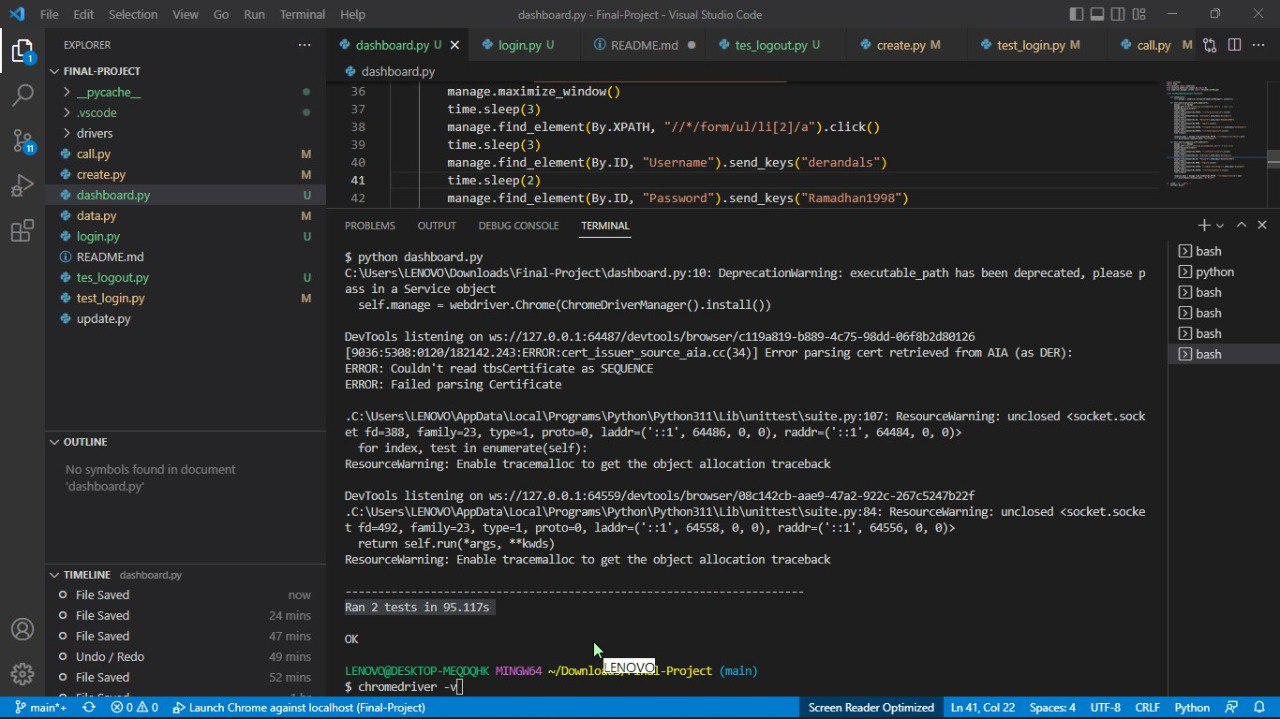 File Edit Selection View Go Run Terminal Help dashboard.py - Final-Project - Visual Studio Code
EXPLORER
FINAL-PROJECT
__pycache__
.vscode
drivers
call.py M
create.py M
dashboard.py U
data.py M
login.py U
README.md
tes_logout.py U
test_login.py M
update.py
OUTLINE
No symbols found in document
'dashboard.py'
TIMELINE dashboard.py
File Saved now
File Saved 24 mins
File Saved 47 mins
Undo / Redo 49 mins
File Saved 52 mins
File Saved 1 hr
1
11
dashboard.py U login.py U README.md tes_logout.py U create.py M test_login.py M call.py M
dashboard.py
36 manage.maximize_window()
37 time.sleep(3)
38 manage.find_element(By.XPATH, '//*/form/ul/li[2]/a").click()
39 time.sleep(3)
40 manage.find_element(By.ID, "Username").send_keys("derandals")
41 time.sleep(2)
42 manage.find_element(By.ID, "Password").send_keys("Ramadhan1998")
PROBLEMS OUTPUT DEBUG CONSOLE TERMINAL
$ python dashboard.py
C:\Users\LENOVO\Downloads\Final-Project\dashboard.py:10: DeprecationWarning: executable_path has been deprecated, please p
ass in a Service object
self.manage = webdriver.Chrome(ChromeDriverManager().install())
DevTools listening on ws://127.0.0.1:64487/devtools/browser/c119a819-b889-4c75-98dd-06f8b2d80126
[9036:5308:0120/182142.243:ERROR:cert_issuer_source_aia.cc(34)] Error parsing cert retrieved from AIA (as DER):
ERROR: Couldn't read tbsCertificate as SEQUENCE
ERROR: Failed parsing Certificate
.C:\Users\LENOVO\AppData\Local\Programs\Python\Python311\Lib\unittest\suite.py:107: ResourceWarning: unclosed <socket.sock
et fd=388, family=23, type=1, proto=0, laddr=('::1', 64486, 0, 0), raddr=('::1', 64484, 0, 0)>
for index, test in enumerate(self):
ResourceWarning: Enable tracemalloc to get the object allocation traceback
DevTools listening on ws://127.0.0.1:64559/devtools/browser/08c142cb-aae9-47a2-922c-267c5247b22f
.C:\Users\LENOVO\AppData\Local\Programs\Python\Python311\Lib\unittest\suite.py:84: ResourceWarning: unclosed <socket.socke
t fd=492, family=23, type=1, proto=0, laddr=('::1', 64558, 0, 0), raddr=('::1', 64556, 0, 0)>
return self.run(*args, **kwds)
ResourceWarning: Enable tracemalloc to get the object allocation traceback
----------------------------------------------------------------------
Ran 2 tests in 95.117s
OK
LENOVO@DESKTOP-MEQDQHK MINGW64 ~/Downloads/Final-Project (main)
LENOVO
$ chromedriver -v
bash
python
bash
bash
bash
bash
main*+ 0 0 Launch Chrome against localhost (Final-Project) Screen Reader Optimized Ln 41, Col 22 Spaces: 4 UTF-8 CRLF Python